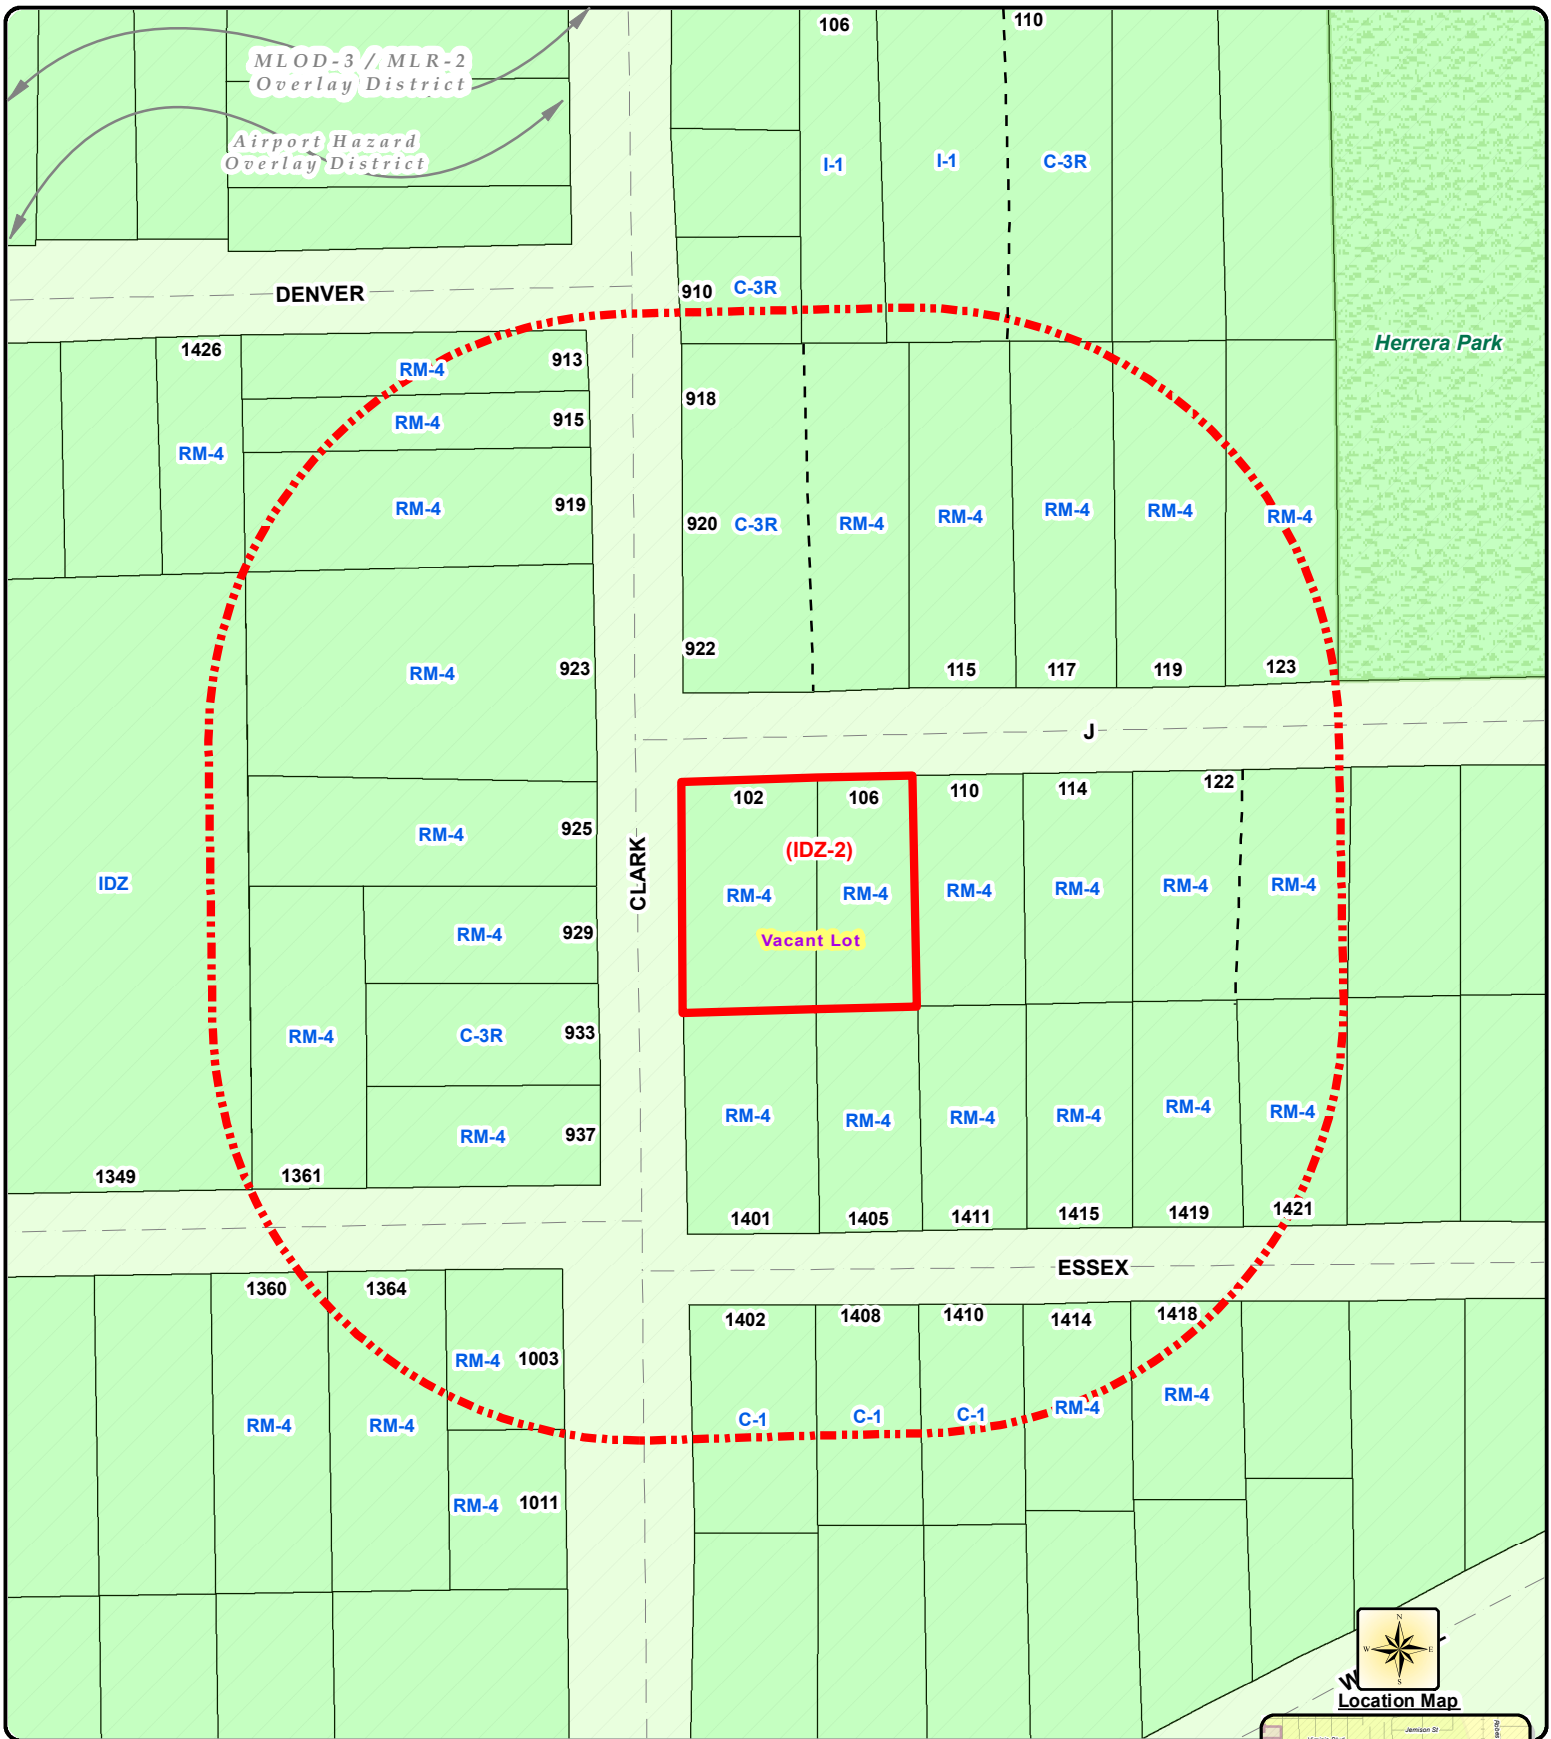 106
110
MLOD-3 / MLR-2
Overlay District
Airport Hazard
Overlay District
I-1
I-1
C-3R
DENVER
910
C-3R
1426
RM-4
913
RM-4
915
RM-4
RM-4
919
918
920
C-3R
922
RM-4
RM-4
RM-4
RM-4
RM-4
115
117
119
123
Herrera Park
RM-4
923
J
RM-4
925
IDZ
CLARK
102
106
(IDZ-2)
RM-4
RM-4
Vacant Lot
110
114
122
RM-4
RM-4
RM-4
RM-4
RM-4
929
RM-4
C-3R
933
RM-4
937
1349
1361
RM-4
RM-4
RM-4
RM-4
RM-4
RM-4
1401
1405
1411
1415
1419
1421
ESSEX
1360
1364
RM-4
1003
RM-4
RM-4
RM-4
1011
1402
1408
1410
1414
1418
C-1
C-1
C-1
RM-4
RM-4
N
W
E
S
W
Location Map
Jemison St